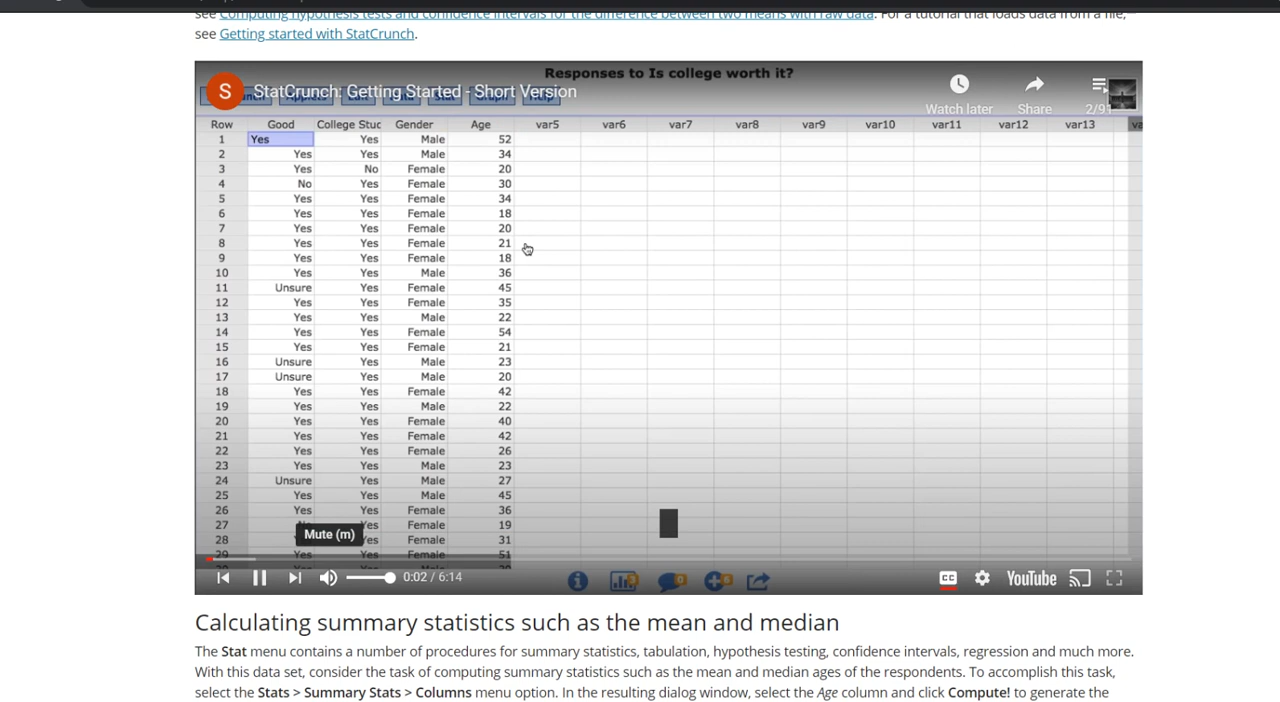 see Computing hypothesis tests and confidence intervals for the difference between two means with raw data. For a tutorial that loads data from a file,
see Getting started with StatCrunch.
Responses to Is college worth it?
S StatCrunch: Getting Started - Short Version
Watch later Share 2/91
Row Good College Stuc Gender Age var5 var6 var7 var8 var9 var10 var11 var12 var13
1 Yes Yes Male 52
2 Yes Yes Male 34
3 Yes No Female 20
4 No Yes Female 30
5 Yes Yes Female 34
6 Yes Yes Female 18
7 Yes Yes Female 20
8 Yes Yes Female 21
9 Yes Yes Female 18
10 Yes Yes Male 36
11 Unsure Yes Female 45
12 Yes Yes Female 35
13 Yes Yes Male 22
14 Yes Yes Female 54
15 Yes Yes Female 21
16 Unsure Yes Male 23
17 Unsure Yes Male 20
18 Yes Yes Female 42
19 Yes Yes Male 22
20 Yes Yes Female 40
21 Yes Yes Female 42
22 Yes Yes Female 26
23 Yes Yes Male 23
24 Unsure Yes Male 27
25 Yes Yes Male 45
26 Yes Yes Female 36
27 Yes Female 19
28 Yes Female 31
29 Yes Yes Female 51
Mute (m)
0:02 / 6:14 CC YouTube
Calculating summary statistics such as the mean and median
The Stat menu contains a number of procedures for summary statistics, tabulation, hypothesis testing, confidence intervals, regression and much more.
With this data set, consider the task of computing summary statistics such as the mean and median ages of the respondents. To accomplish this task,
select the Stats > Summary Stats > Columns menu option. In the resulting dialog window, select the Age column and click Compute! to generate the